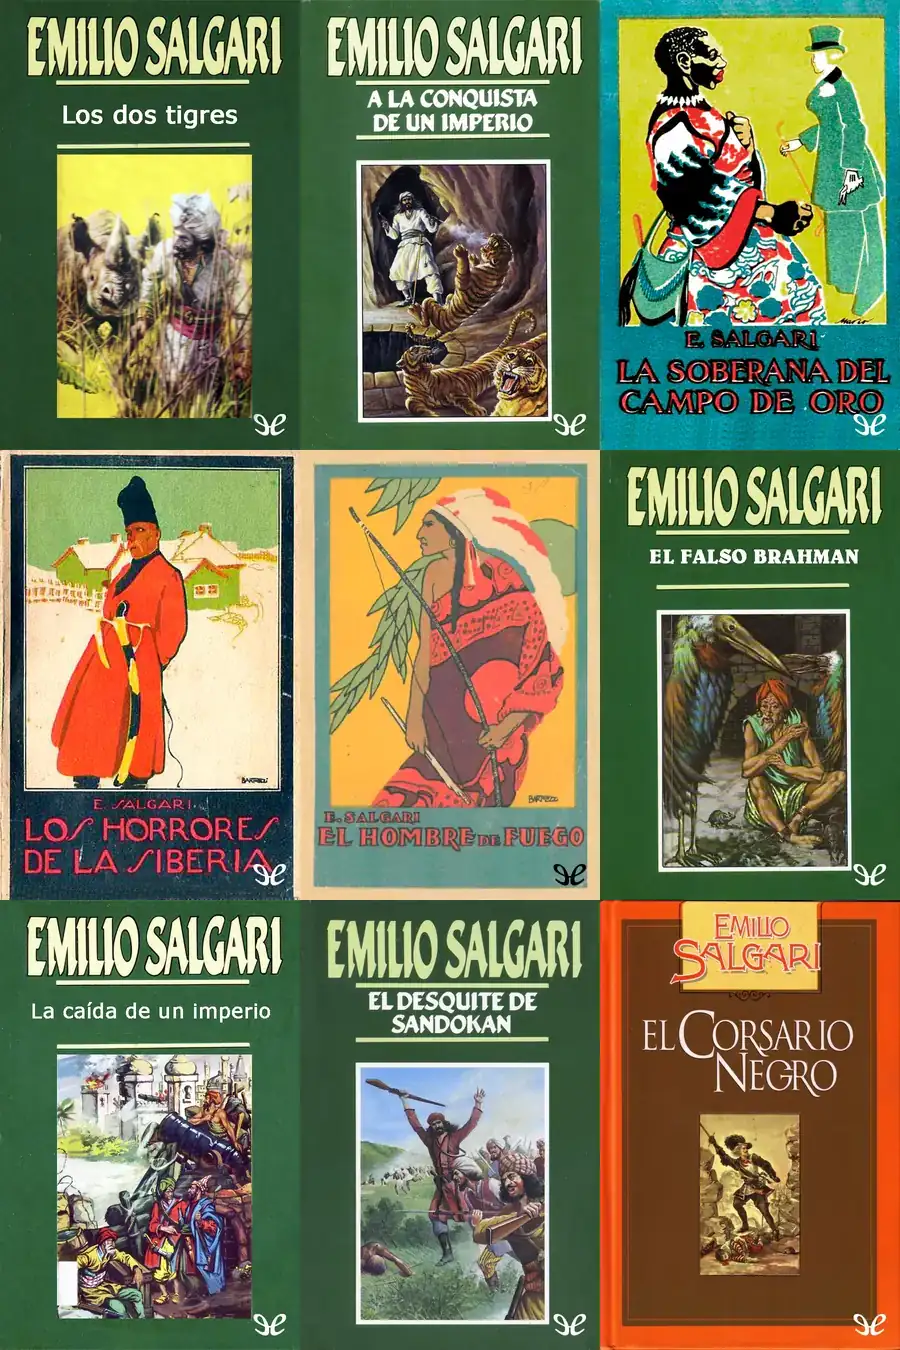 EMILIO SALGARI
Los dos tigres
EMILIO SALGARI
A LA CONQUISTA
DE UN IMPERIO
E. SALGARI
LA SOBERANA DEL
CAMPO DE ORO
BARTOLI
E. SALGARI
LOS HORRORES
DE LA SIBERIA
E. SALGARI
EL HOMBRE DE FUEGO
EMILIO SALGARI
EL FALSO BRAHMAN
EMILIO SALGARI
La caída de un imperio
EMILIO SALGARI
EL DESQUITE DE
SANDOKAN
EMILIO
SALGARI
EL CORSARIO
NEGRO